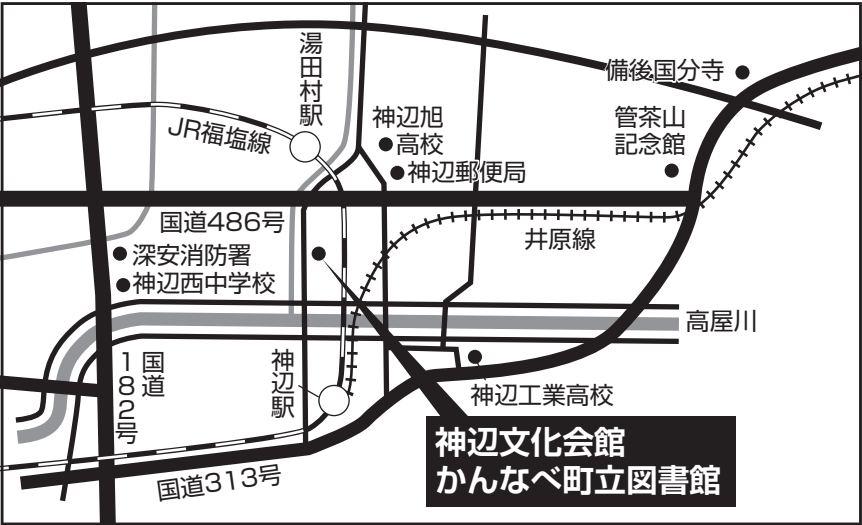 湯田村駅
備後国分寺
神辺旭
高校
管茶山
記念館
JR福塩線
神辺郵便局
国道486号
井原線
深安消防署
神辺西中学校
高屋川
国道
182号
神辺駅
神辺工業高校
神辺文化会館
かんなべ町立図書館
国道313号